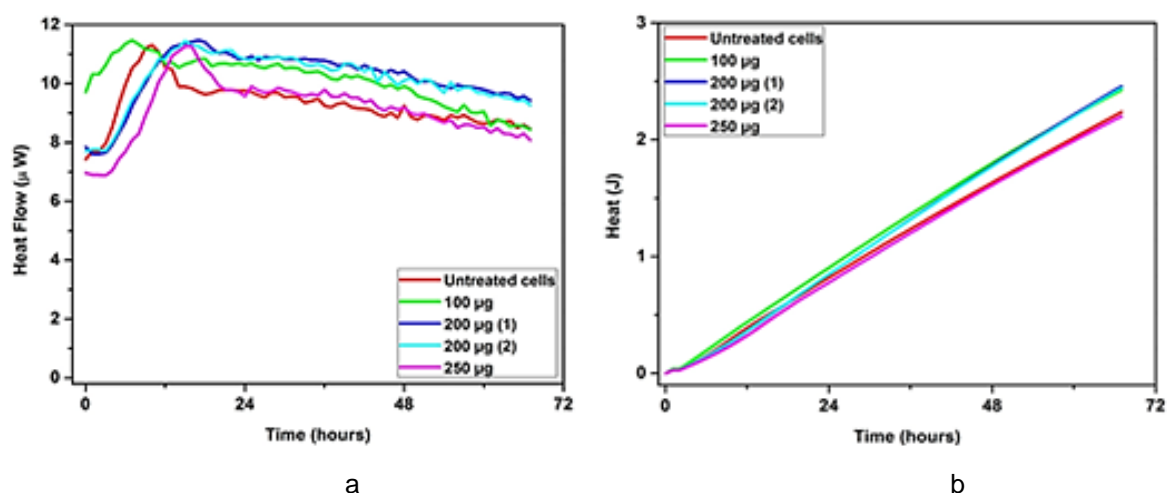 12
10
8
6
4
2
0
Heat Flow (μ W)
Untreated cells
100 μg
200 μg (1)
200 μg (2)
250 μg
0 24 48 72
Time (hours)
a
3
2
1
0
Heat (J)
Untreated cells
100 μg
200 μg (1)
200 μg (2)
250 μg
0 24 48 72
Time (hours)
b